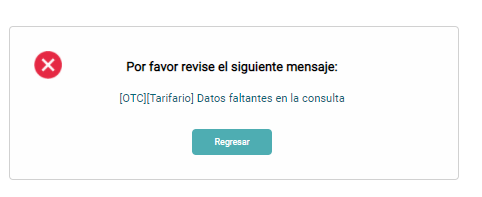 Por favor revise el siguiente mensaje:
[OTC][Tarifario] Datos faltantes en la consulta
Regresar